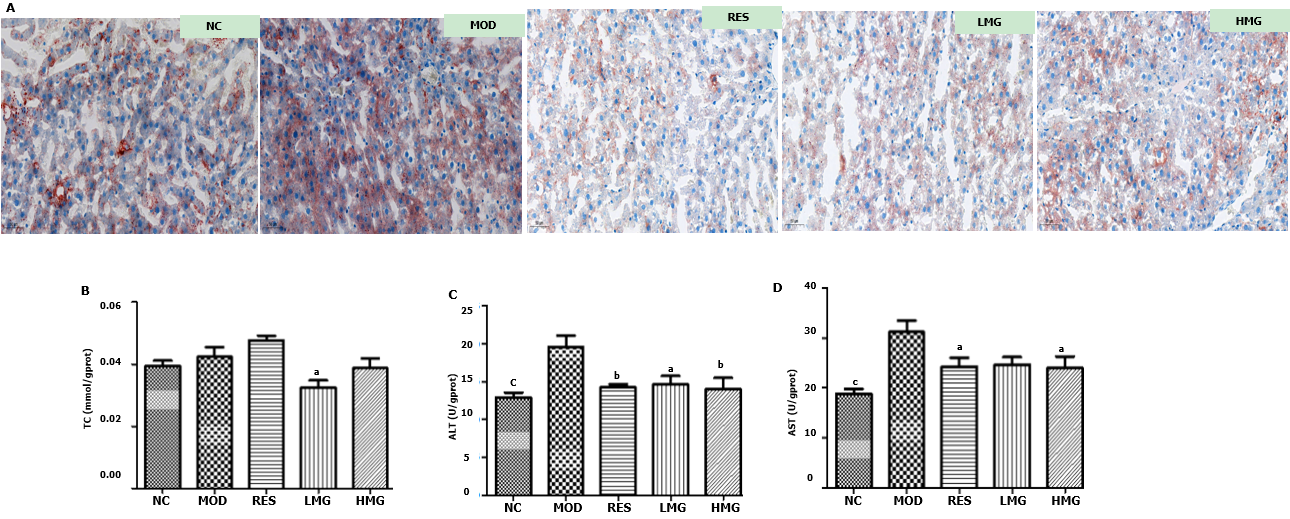 A
NC
MOD
RES
LMG
HMG
B
TC (mmol/gprot)
0.06
0.04
0.02
0.00
a
NC
MOD
RES
LMG
HMG
C
ALT (U/gprot)
25
20
15
10
5
0
C
b
a
b
NC
MOD
RES
LMG
HMG
D
AST (U/gprot)
40
30
20
10
0
c
a
a
NC
MOD
RES
LMG
HMG